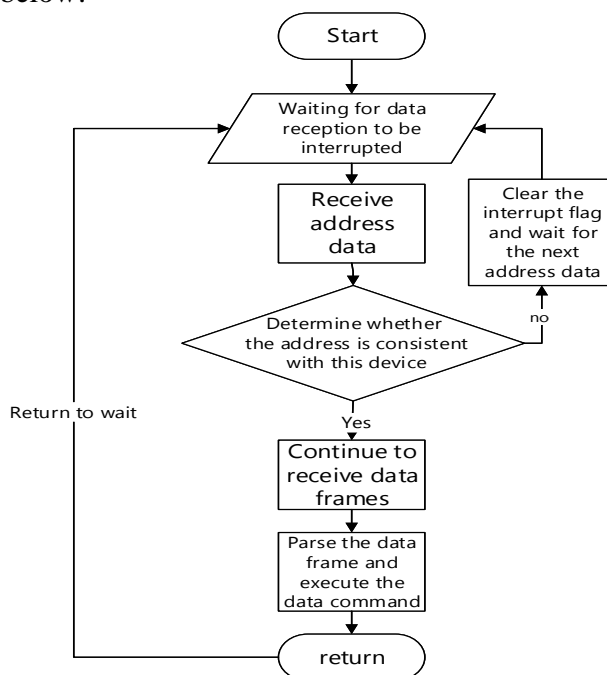 below.
Start
Waiting for data
reception to be
interrupted
Receive
address
data
Clear the
interrupt flag
and wait for
the next
address data
Determine whether
the address is consistent
with this device
no
Return to wait
Yes
Continue to
receive data
frames
Parse the data
frame and
execute the
data command
return